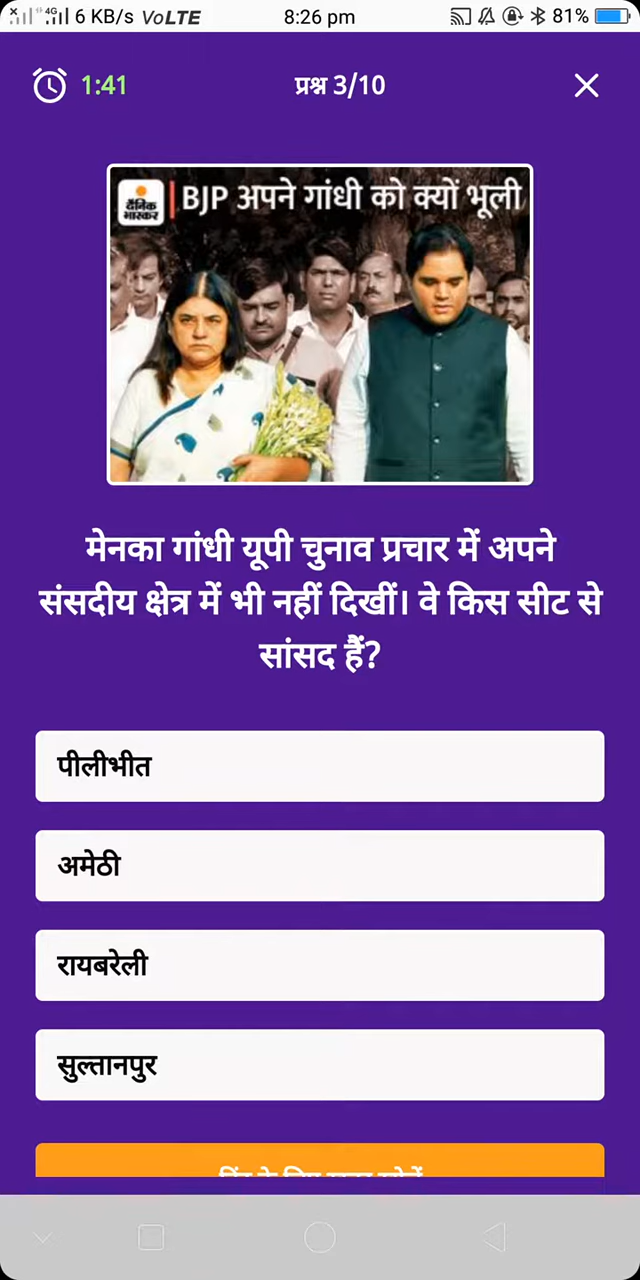 4G 6 KB/s VoLTE 8:26 pm 81%
1:41 प्रश्न 3/10
दैनिक
भास्कर
BJP अपने गांधी को क्यों भूली
मेनका गांधी यूपी चुनाव प्रचार में अपने
संसदीय क्षेत्र में भी नहीं दिखीं। वे किस सीट से
सांसद हैं?
पीलीभीत
अमेठी
रायबरेली
सुल्तानपुर